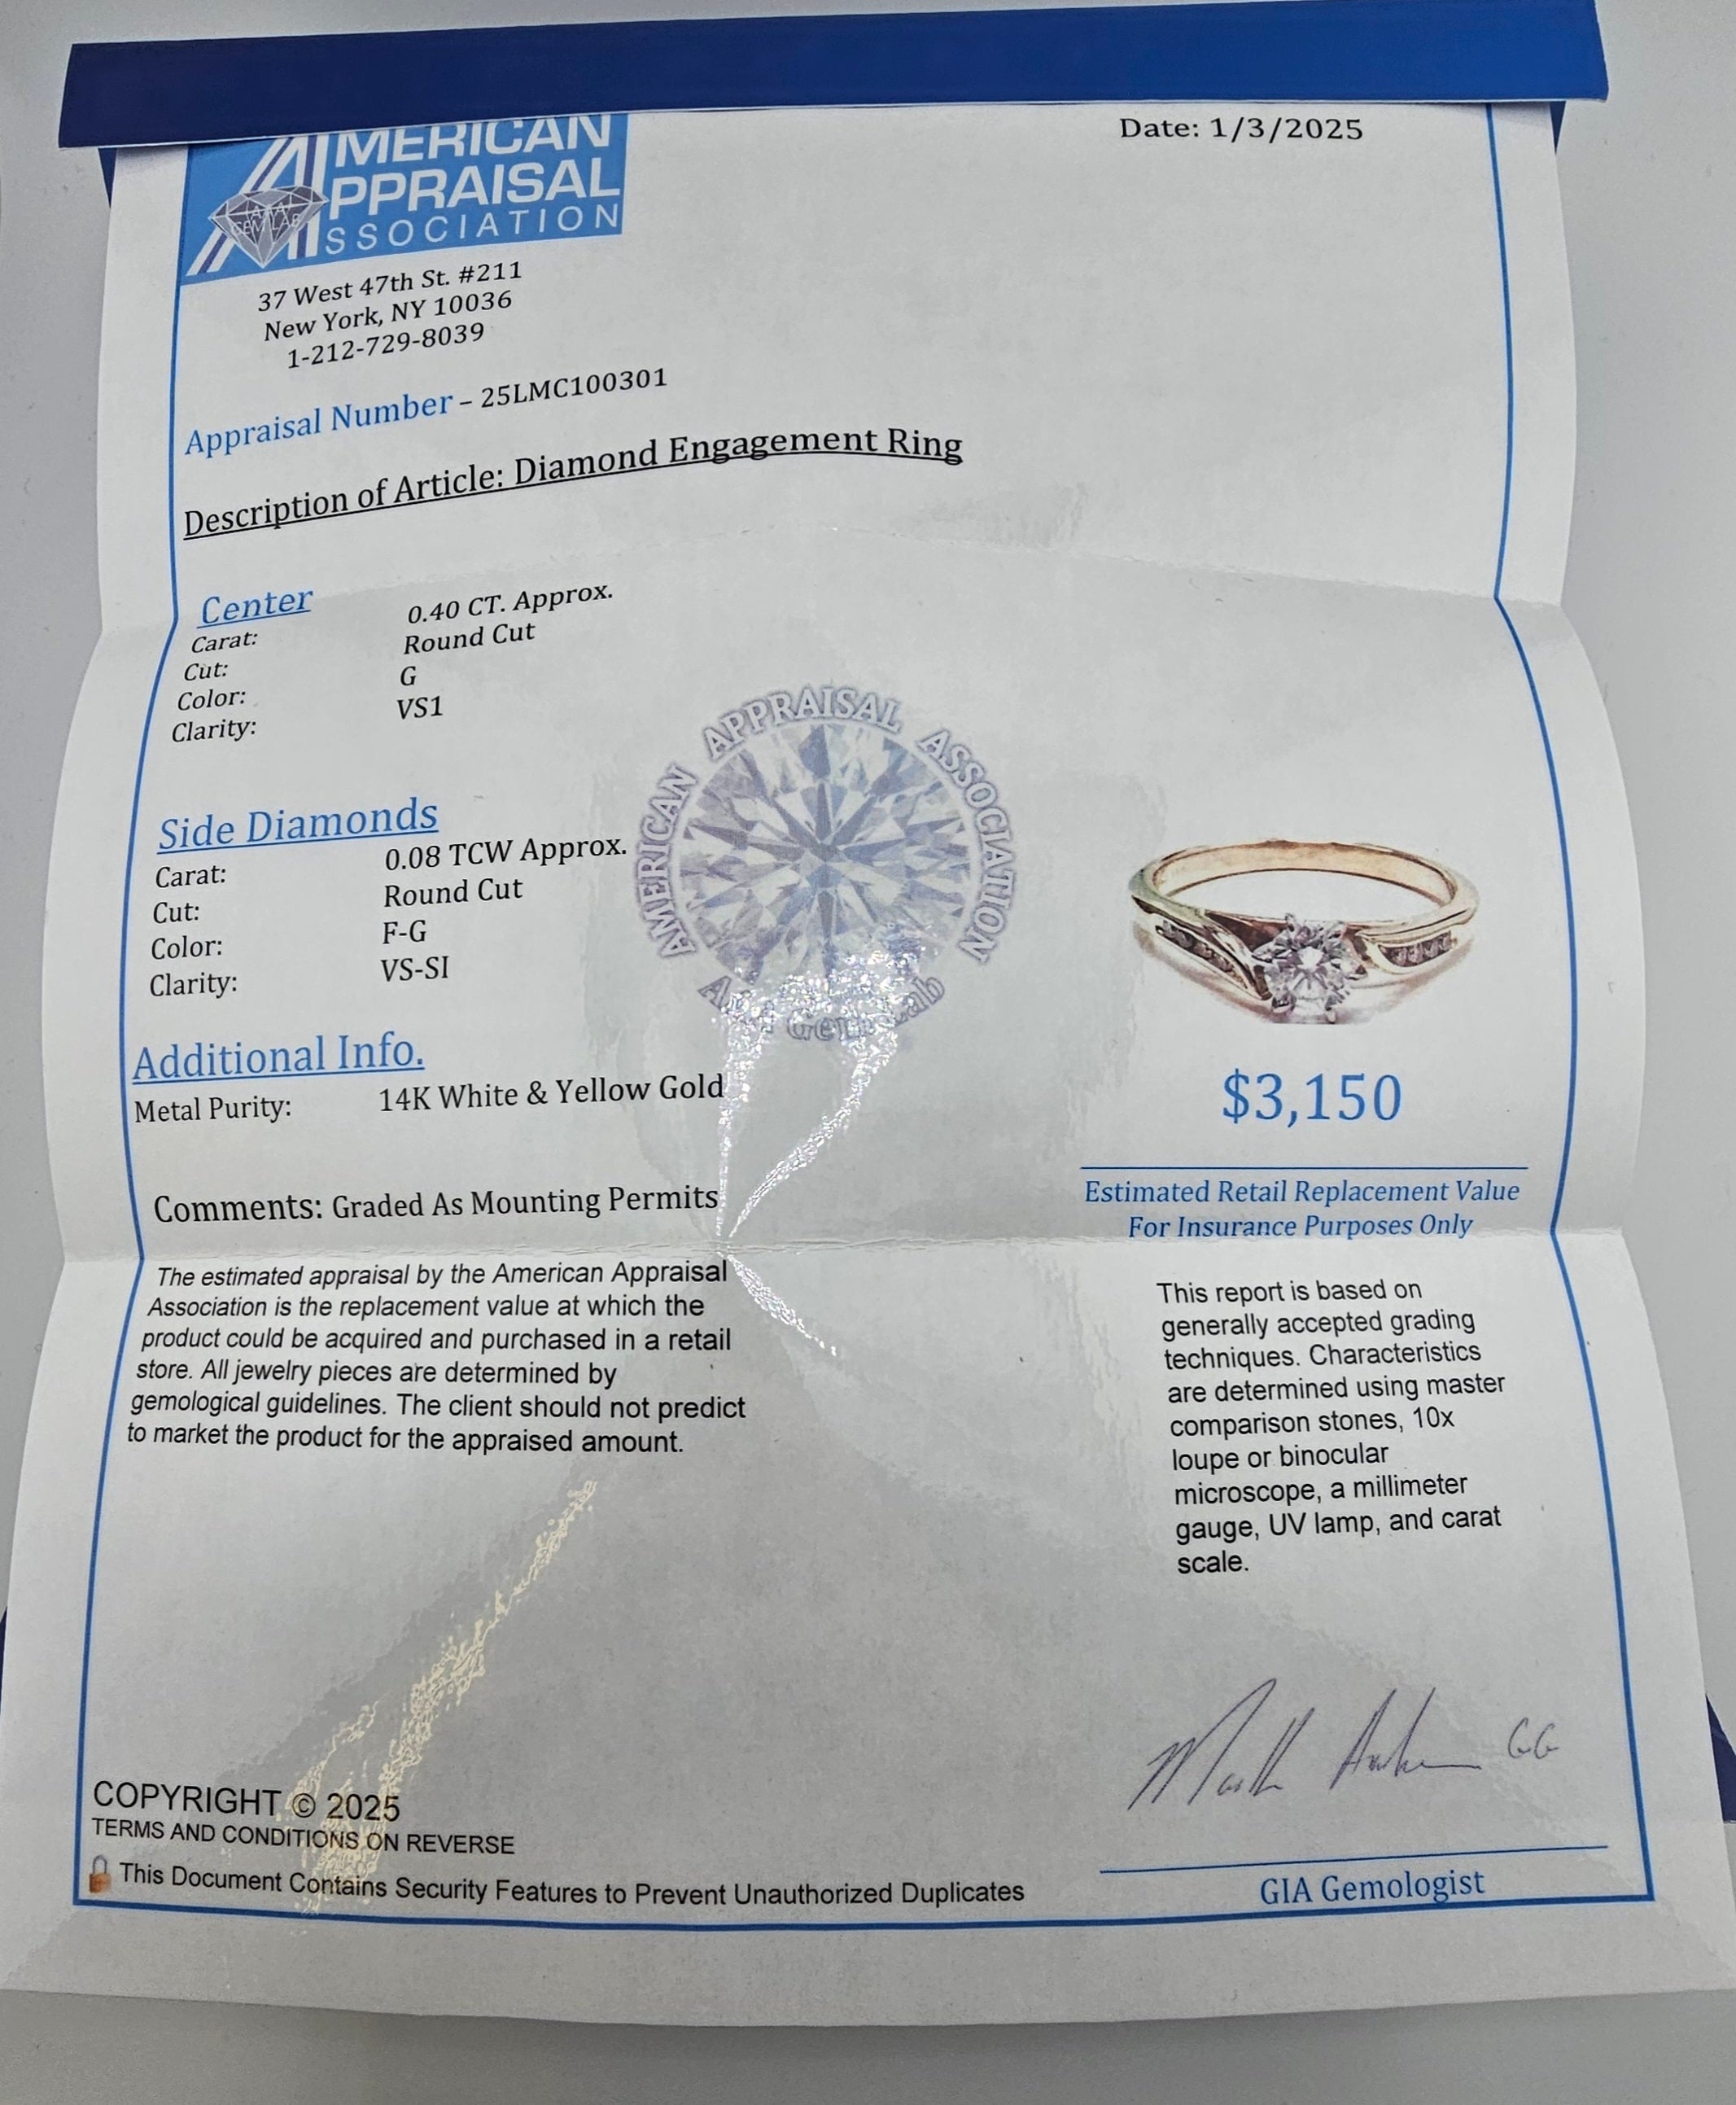 AMERICAN
APPRAISAL
ASSOCIATION
AAA
GEM LAB
Date: 1/3/2025
37 West 47th St. #211
New York, NY 10036
1-212-729-8039
Appraisal Number – 25LMC100301
Description of Article: Diamond Engagement Ring
Center
Carat: 0.40 CT. Approx.
Cut: Round Cut
Color: G
Clarity: VS1
Side Diamonds
Carat: 0.08 TCW Approx.
Cut: Round Cut
Color: F-G
Clarity: VS-SI
AMERICAN APPRAISAL ASSOCIATION
AAA Gem Lab
Additional Info.
Metal Purity: 14K White & Yellow Gold
Comments: Graded As Mounting Permits
$3,150
Estimated Retail Replacement Value
For Insurance Purposes Only
The estimated appraisal by the American Appraisal
Association is the replacement value at which the
product could be acquired and purchased in a retail
store. All jewelry pieces are determined by
gemological guidelines. The client should not predict
to market the product for the appraised amount.
This report is based on
generally accepted grading
techniques. Characteristics
are determined using master
comparison stones, 10x
loupe or binocular
microscope, a millimeter
gauge, UV lamp, and carat
scale.
GG
GIA Gemologist
COPYRIGHT © 2025
TERMS AND CONDITIONS ON REVERSE
This Document Contains Security Features to Prevent Unauthorized Duplicates